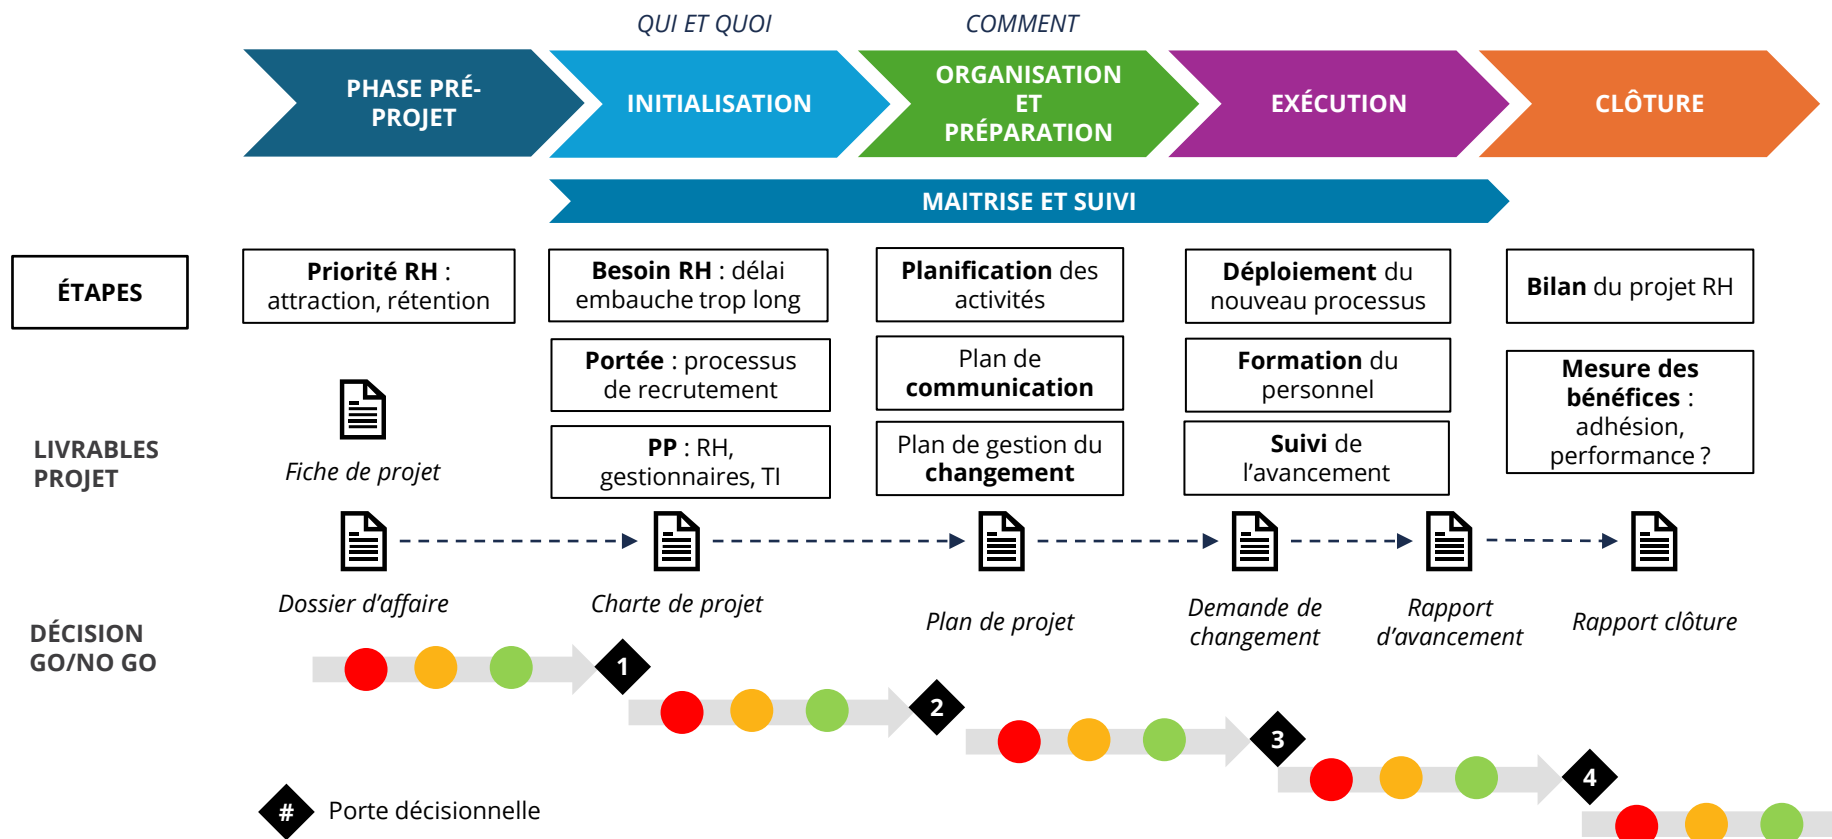 QUI ET QUOI
COMMENT
PHASE PRÉ-
PROJET
INITIALISATION
ORGANISATION
ET
PRÉPARATION
EXÉCUTION
CLÔTURE
MAITRISE ET SUIVI
ÉTAPES
Priorité RH :
attraction, rétention
Besoin RH : délai
embauche trop long
Planification des
activités
Déploiement du
nouveau processus
Bilan du projet RH
Portée : processus
de recrutement
Plan de
communication
Formation du
personnel
Mesure des
bénéfices :
adhésion,
performance ?
LIVRABLES
PROJET
Fiche de projet
PP : RH,
gestionnaires, TI
Plan de gestion du
changement
Suivi de
l'avancement
Dossier d'affaire
Charte de projet
Plan de projet
Demande de
changement
Rapport
d'avancement
Rapport clôture
DÉCISION
GO/NO GO
1
2
3
4
# Porte décisionnelle